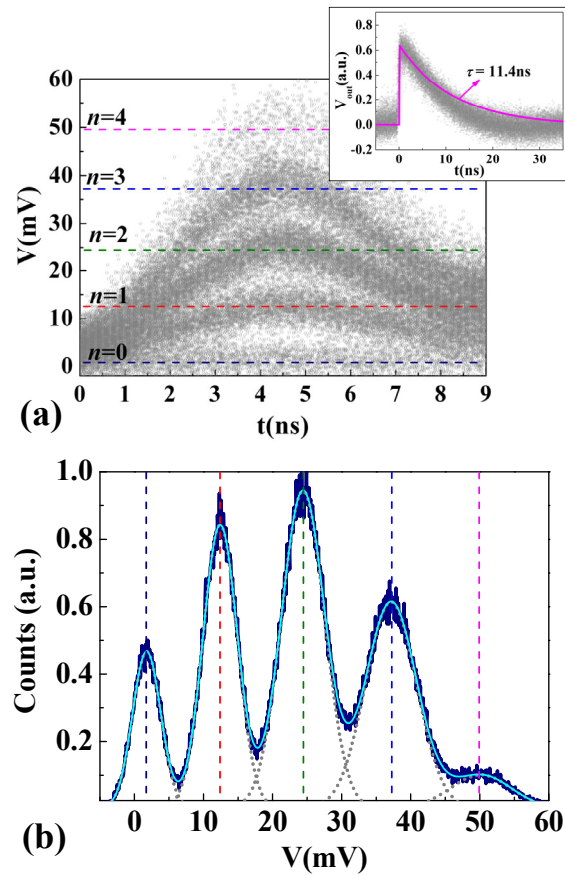 0.8
0.6
0.4
0.2
0.0
-0.2
V_out(a.u.)
τ = 11.4ns
0 10 20 30
t(ns)
60
50
40
30
20
10
0
V(mV)
n=4
n=3
n=2
n=1
n=0
0 1 2 3 4 5 6 7 8 9
t(ns)
(a)
1.0
0.8
0.6
0.4
0.2
Counts (a.u.)
0 10 20 30 40 50 60
V(mV)
(b)